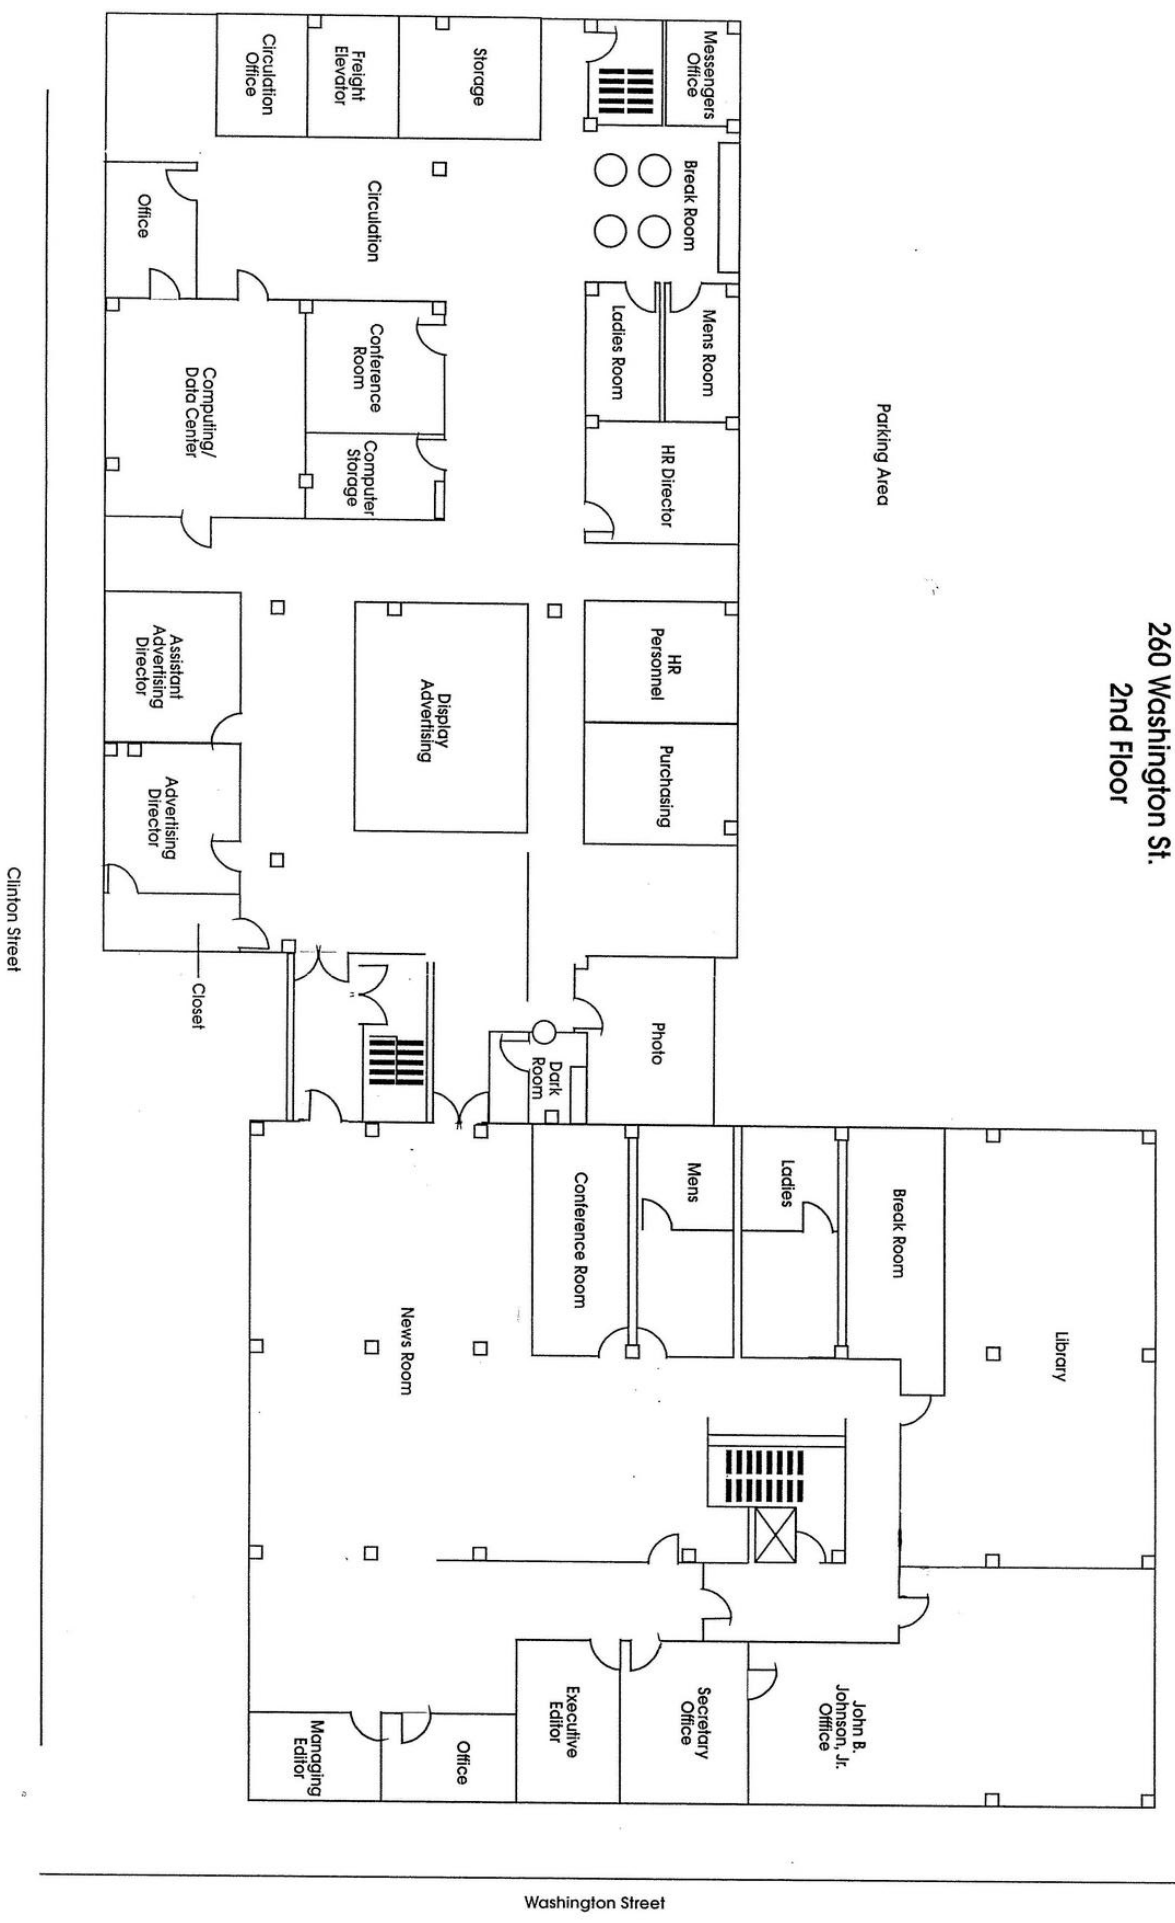 260 Washington St.
2nd Floor
Parking Area
Messengers
Office
Break Room
Mens Room
Ladies Room
HR Director
HR
Personnel
Purchasing
Photo
Dark
Room
Storage
Freight
Elevator
Circulation
Office
Circulation
Office
Conference
Room
Computer
Storage
Computing/
Data Center
Display
Advertising
Assistant
Advertising
Director
Advertising
Director
Closet
Library
Break Room
Ladies
Mens
Conference Room
News Room
John B.
Johnson, Jr.
Offfice
Secretary
Office
Executive
Editor
Office
Managing
Editor
Clinton Street
Washington Street